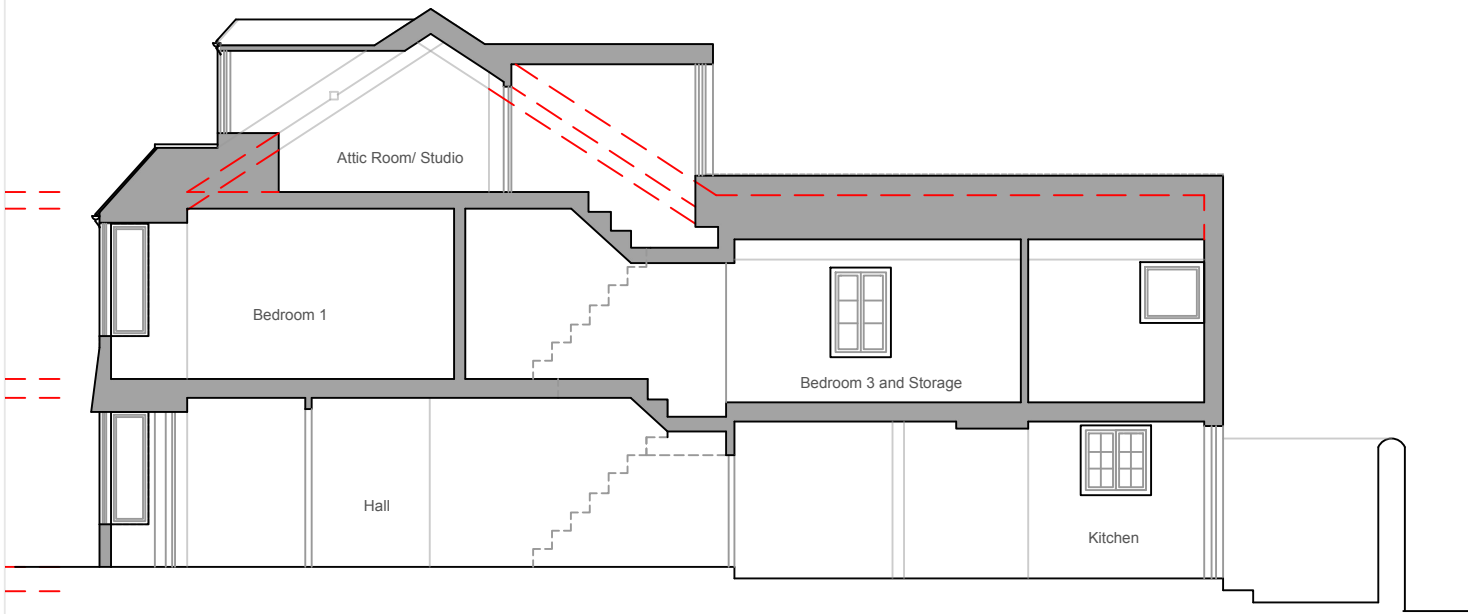 Attic Room/ Studio
Bedroom 1
Bedroom 3 and Storage
Hall
Kitchen